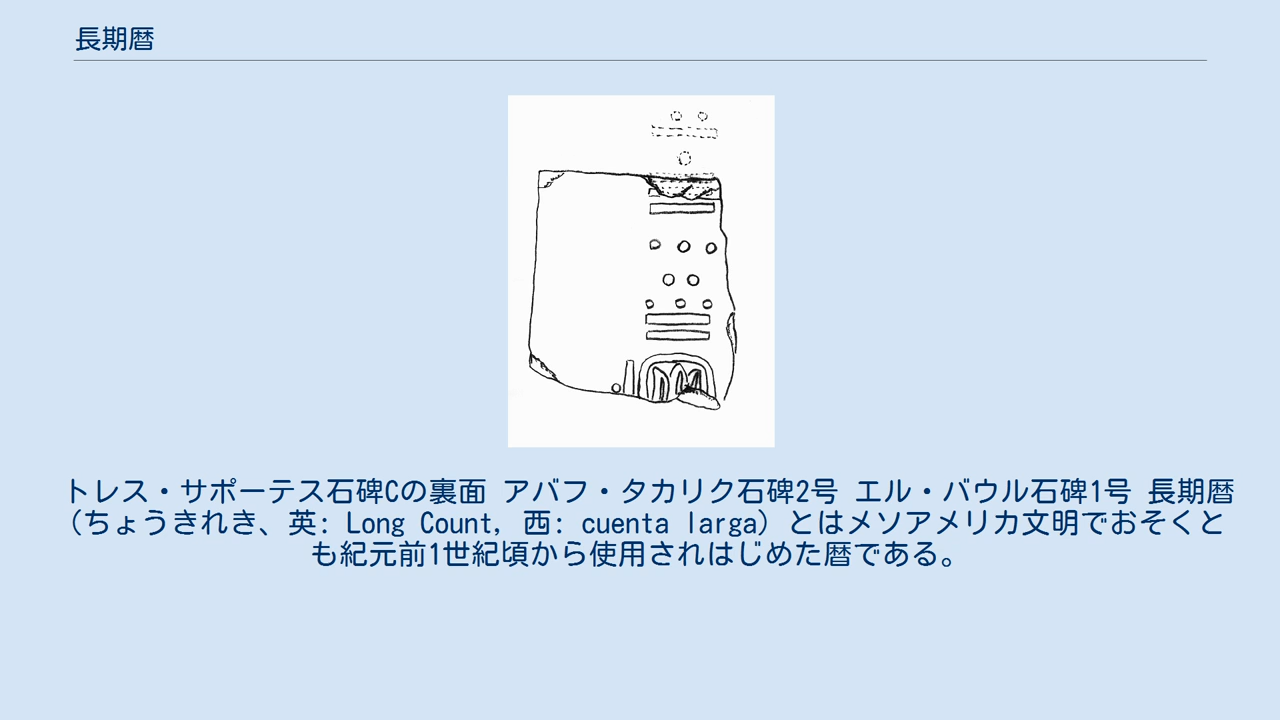 長期暦
トレス・サポーテス石碑Cの裏面 アバフ・タカリク石碑2号 エル・バウル石碑1号 長期暦
(ちょうきれき、英: Long Count, 西: cuenta larga) とはメソアメリカ文明でおそくと
も紀元前1世紀頃から使用されはじめた暦である。